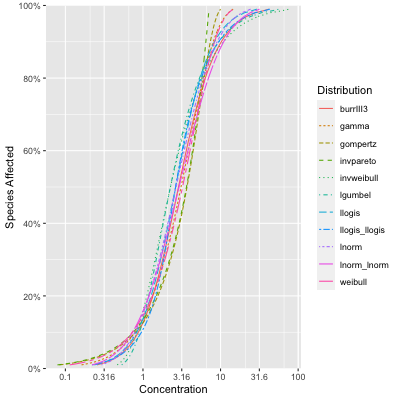 100%
80%
60%
40%
20%
0%
Species Affected
0.1 0.316 1 3.16 10 31.6 100
Concentration
Distribution
burrIII3
gamma
gompertz
invpareto
invweibull
lgumbel
llogis
llogis_llogis
lnorm
lnorm_lnorm
weibull